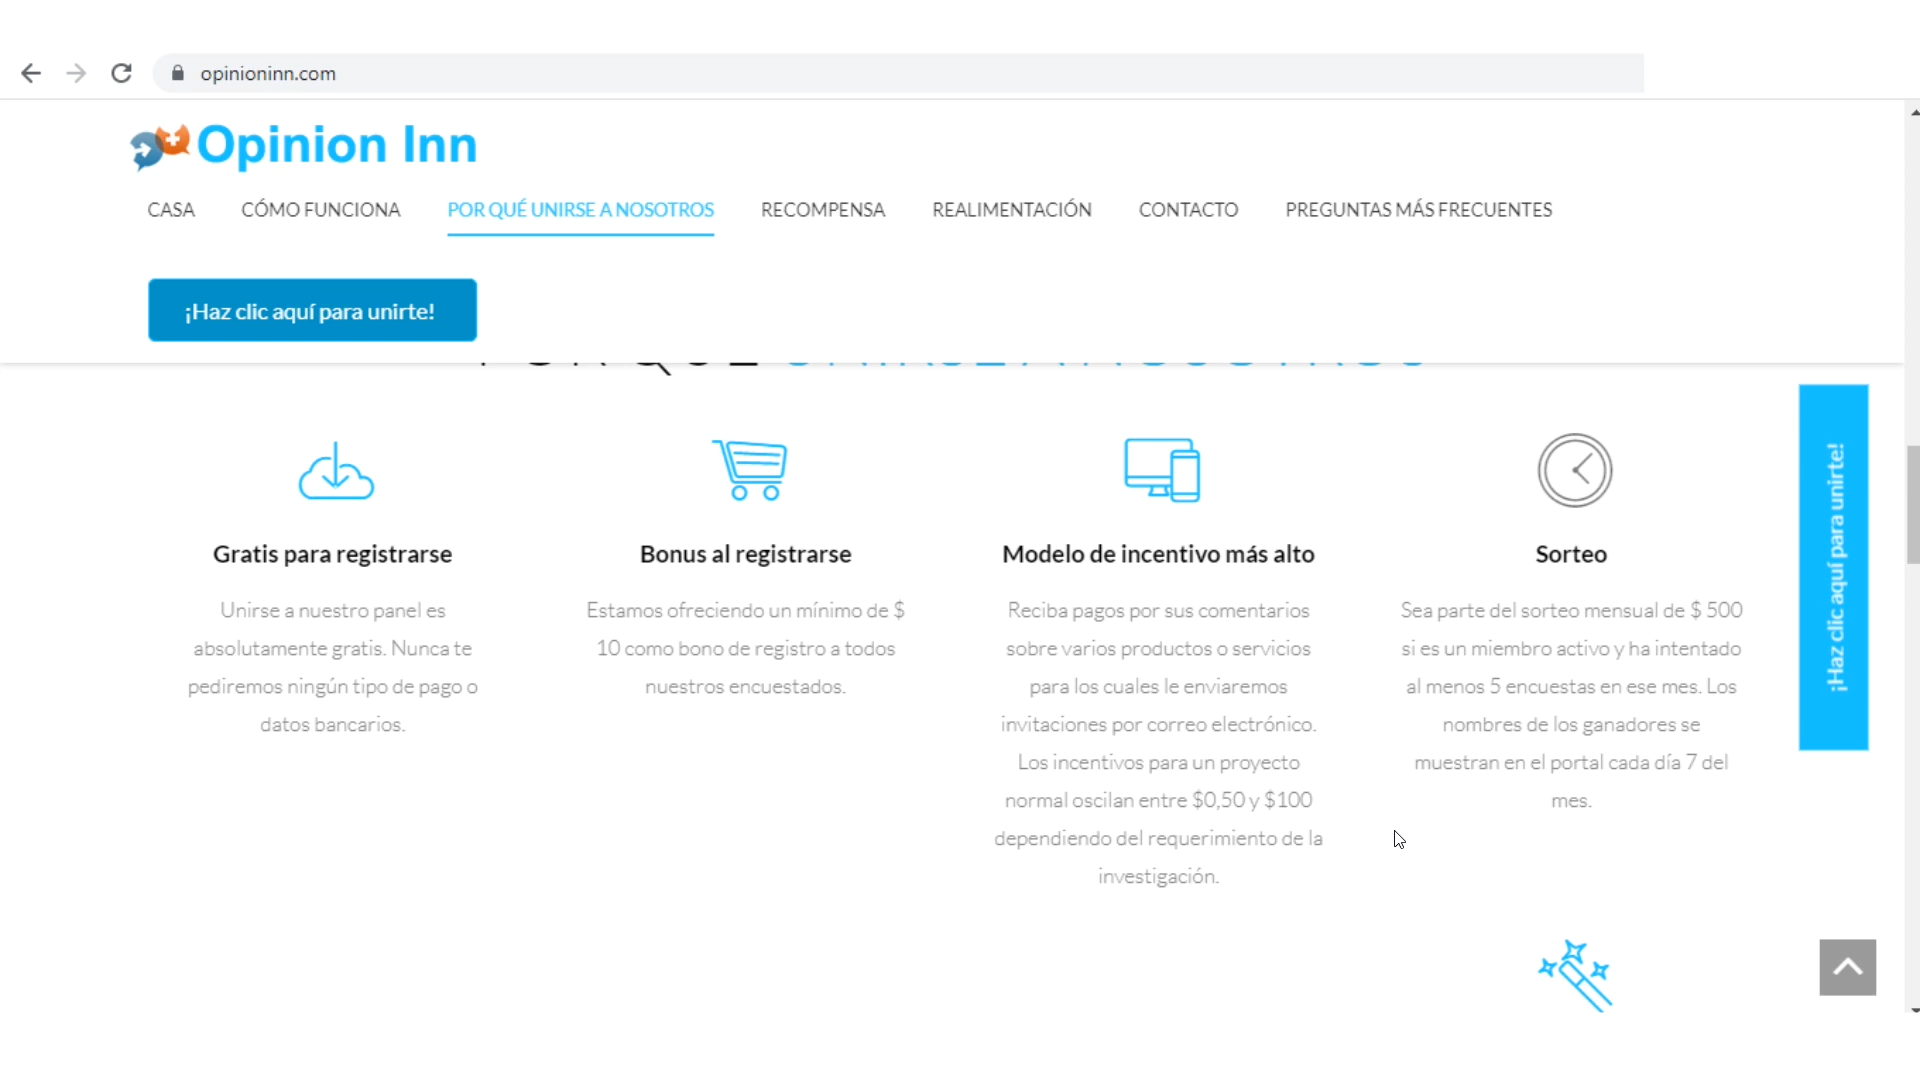 opinioninn.com
Opinion Inn
CASA CÓMO FUNCIONA POR QUÉ UNIRSE A NOSOTROS RECOMPENSA REALIMENTACIÓN CONTACTO PREGUNTAS MÁS FRECUENTES
¡Haz clic aquí para unirte!
Gratis para registrarse
Unirse a nuestro panel es
absolutamente gratis. Nunca te
pediremos ningún tipo de pago o
datos bancarios.
Bonus al registrarse
Estamos ofreciendo un mínimo de $
10 como bono de registro a todos
nuestros encuestados.
Modelo de incentivo más alto
Reciba pagos por sus comentarios
sobre varios productos o servicios
para los cuales le enviaremos
invitaciones por correo electrónico.
Los incentivos para un proyecto
normal oscilan entre $0,50 y $100
dependiendo del requerimiento de la
investigación.
Sorteo
Sea parte del sorteo mensual de $ 500
si es un miembro activo y ha intentado
al menos 5 encuestas en ese mes. Los
nombres de los ganadores se
muestran en el portal cada día 7 del
mes.
¡Haz clic aquí para unirte!